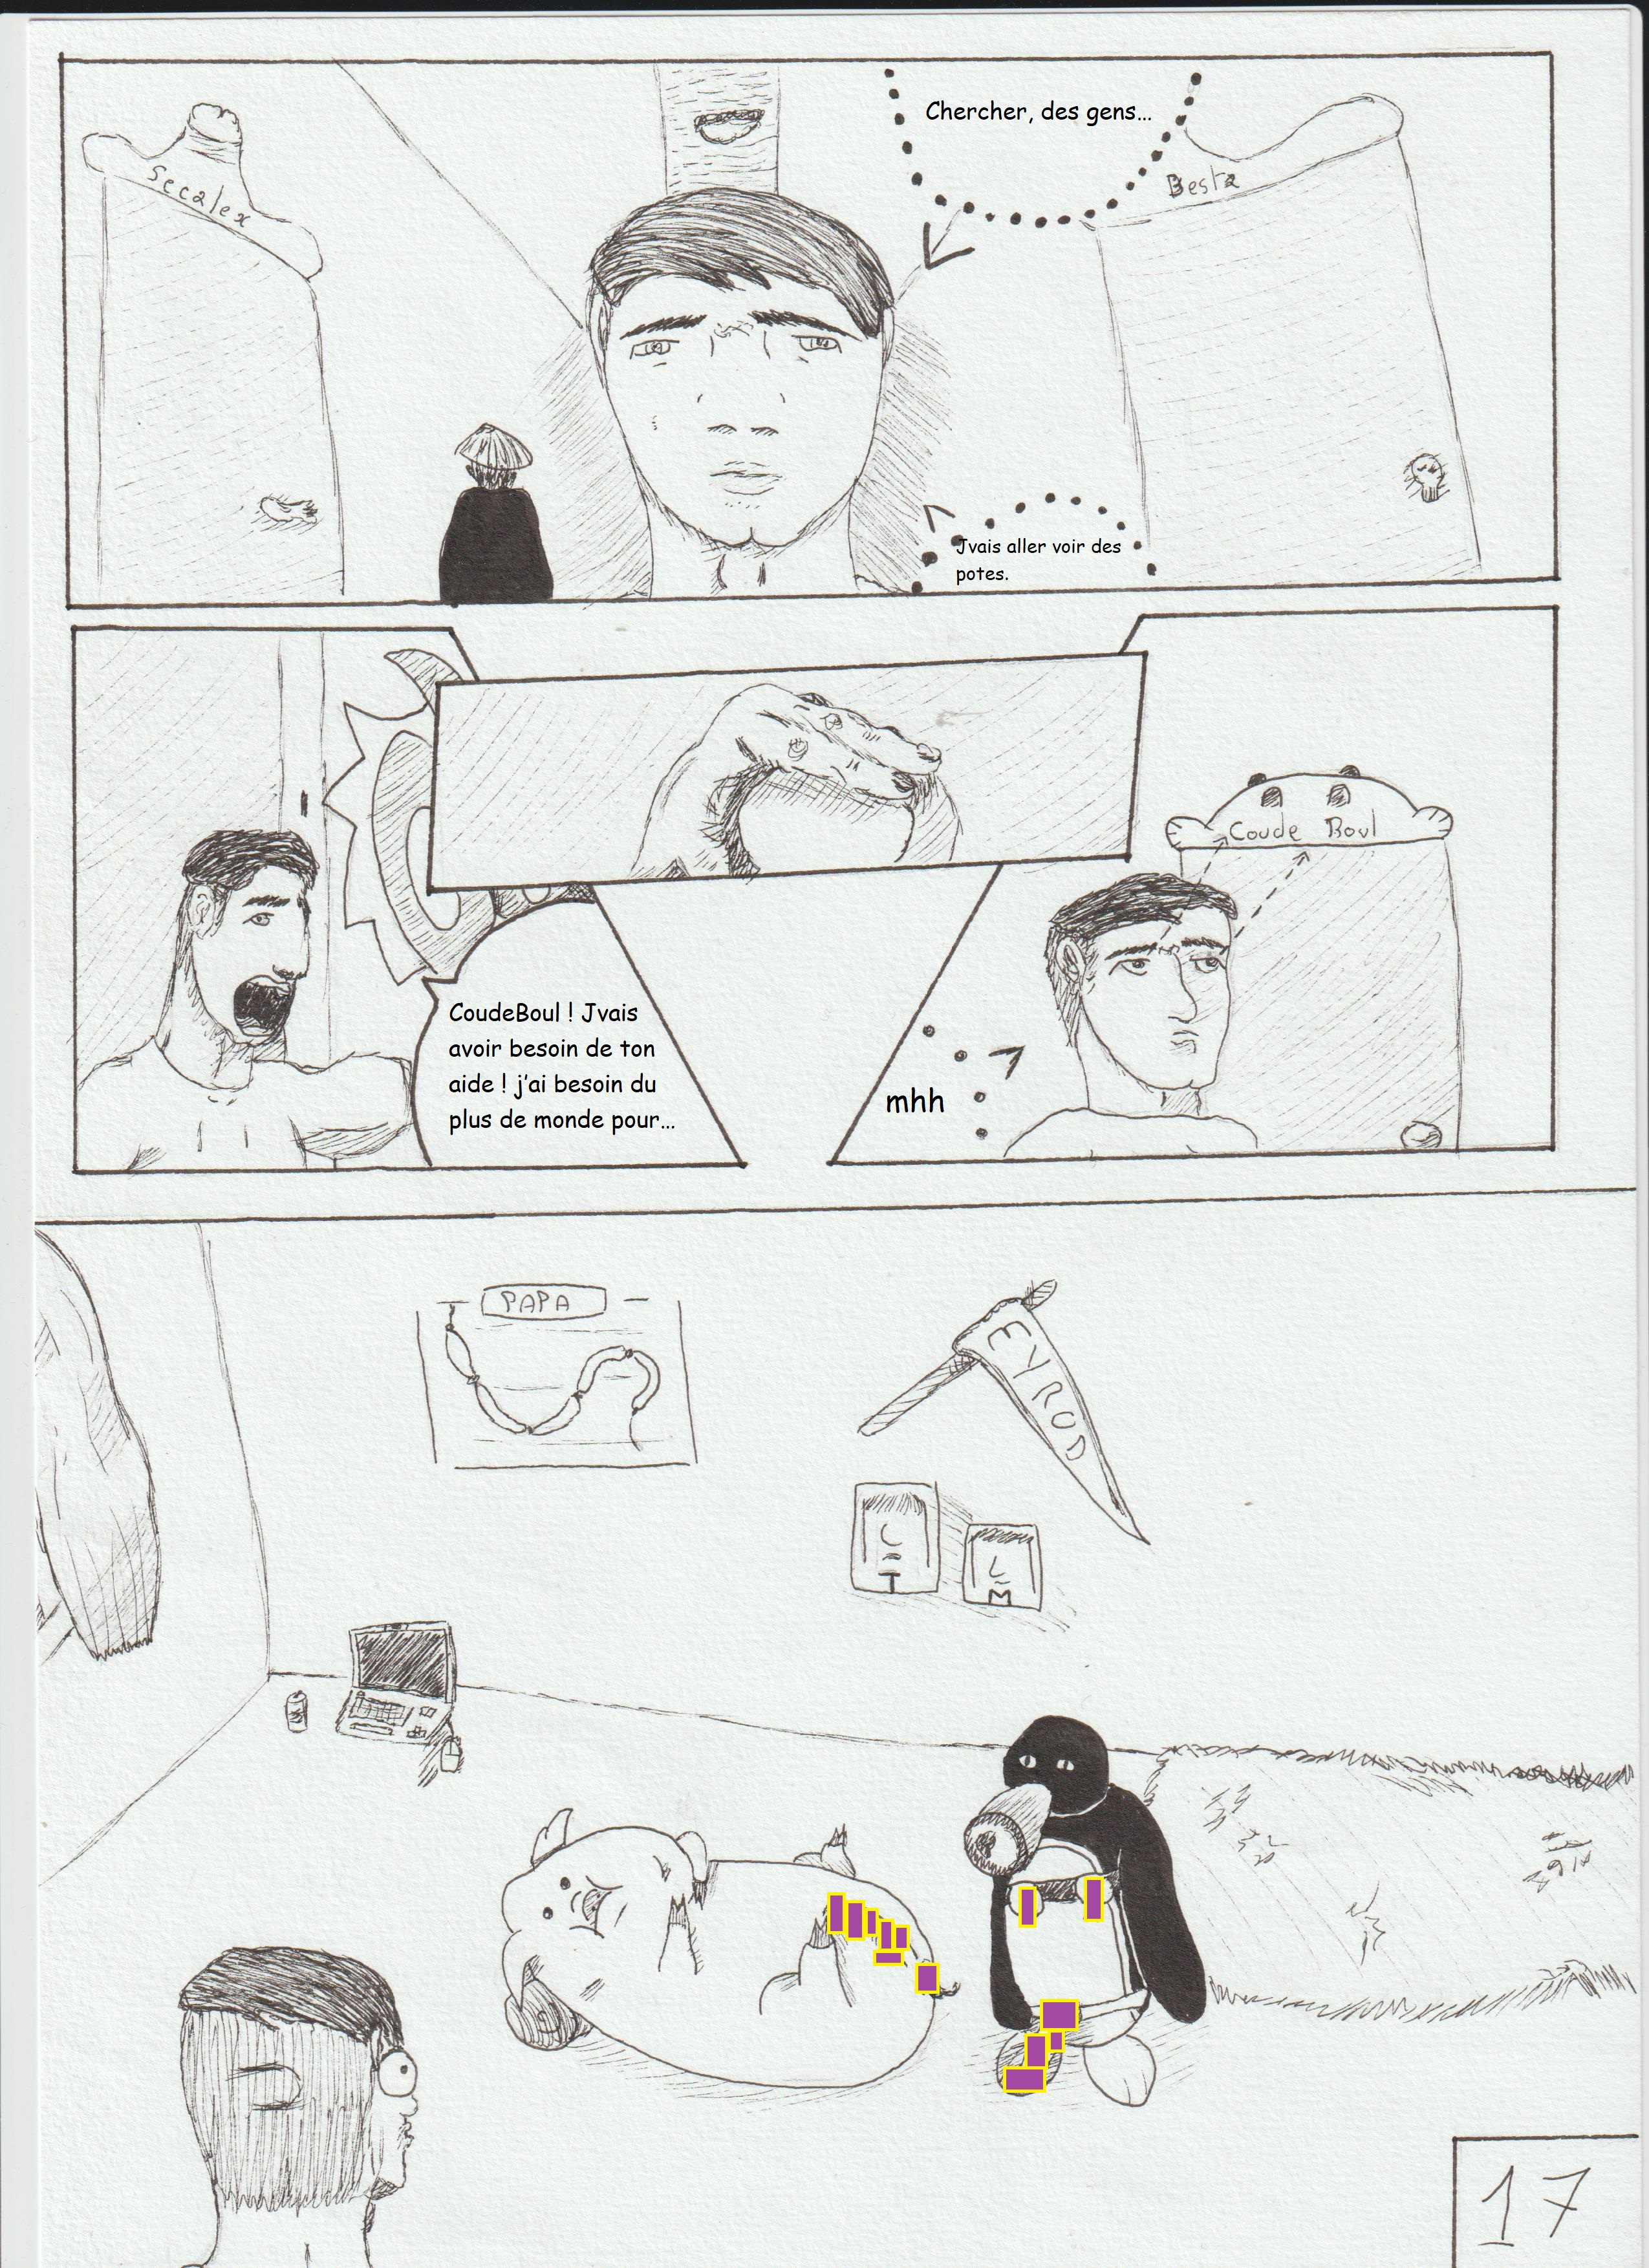 Chercher, des gens...
Secalex
Besta
Jvais aller voir des
potes.
Coude Boul
CoudeBoul ! Jvais
avoir besoin de ton
aide ! j'ai besoin du
plus de monde pour...
mhh
PAPA
EYROD
T
M
17